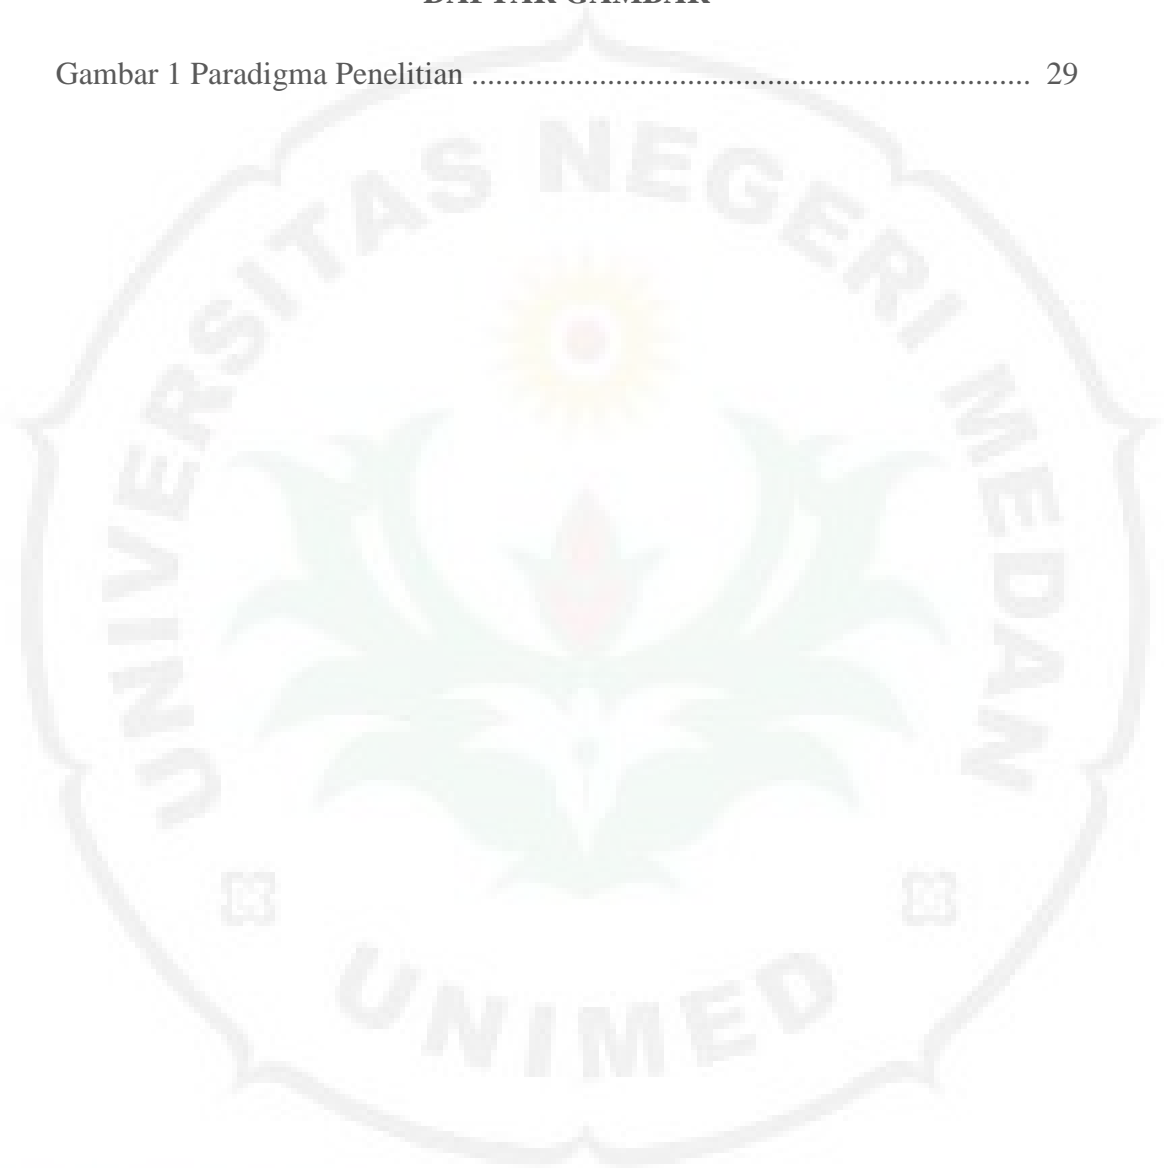 DAFTAR GAMBAR
Gambar 1 Paradigma Penelitian ....................................................................... 29
UNIVERSITAS NEGERI MEDAN
UNIMED